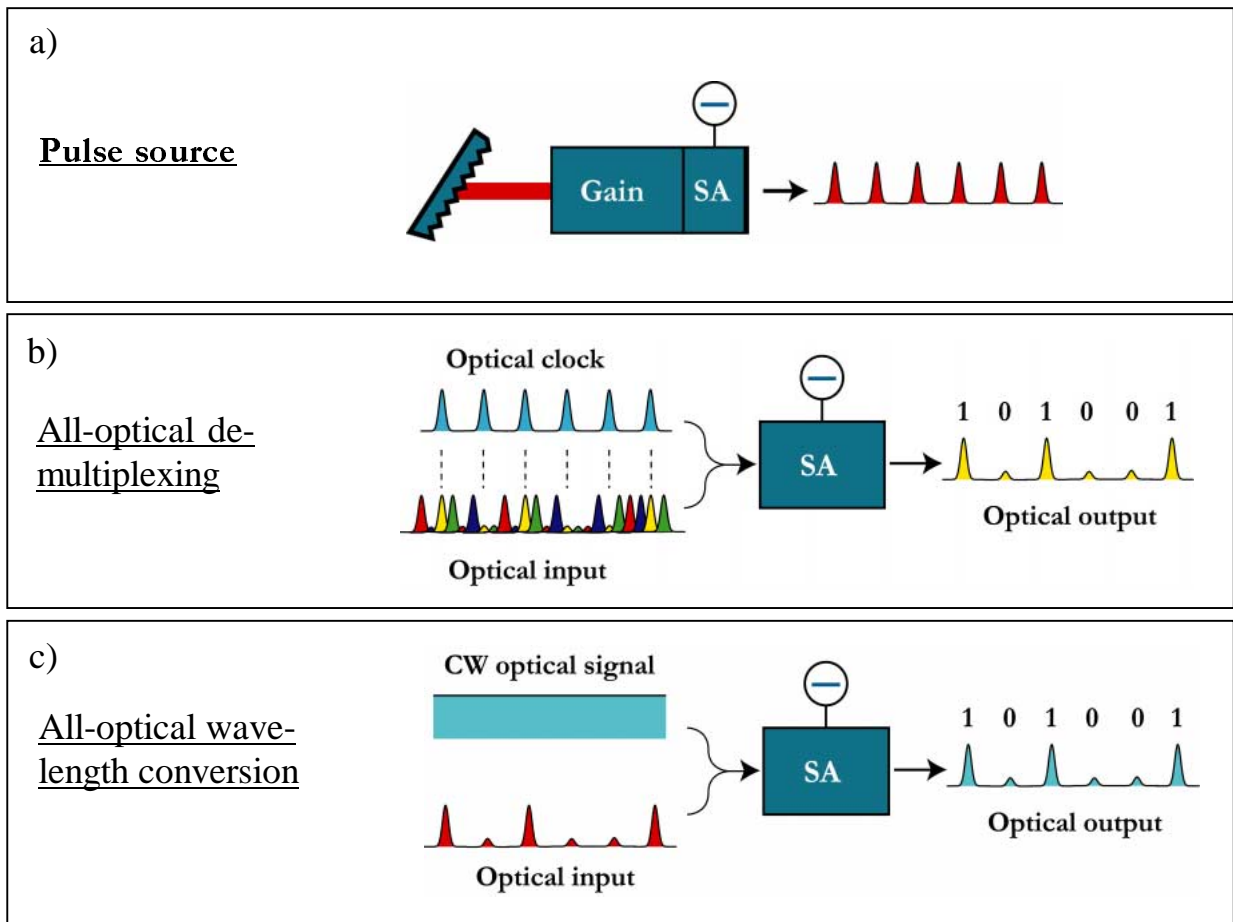 a)
Pulse source
Gain
SA
b)
All-optical de-
multiplexing
Optical clock
Optical input
SA
1 0 1 0 0 1
Optical output
c)
All-optical wave-
length conversion
CW optical signal
Optical input
SA
1 0 1 0 0 1
Optical output